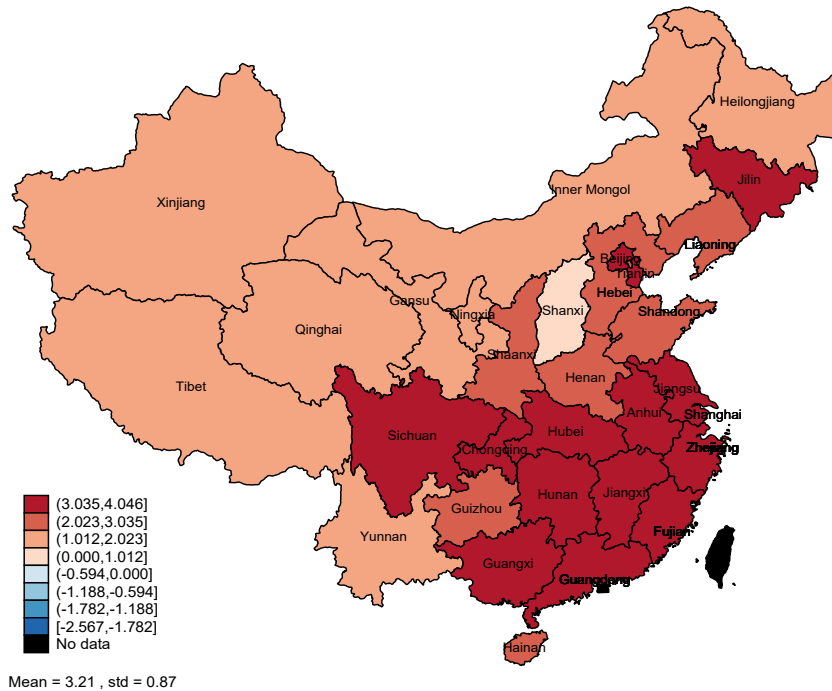 Heilongjiang
Jilin
Xinjiang
Inner Mongol
Liaoning
Beijing
Tianjin
Hebei
Gansu
Ningxia
Shanxi
Shandong
Qinghai
Shaanxi
Henan
Tibet
Jiangsu
Anhui
Shanghai
Sichuan
Hubei
Chongqing
Zhejiang
Hunan
Jiangxi
Guizhou
Yunnan
Fujian
Guangxi
Guangdong
Hainan
(3.035,4.046]
(2.023,3.035]
(1.012,2.023]
(0.000,1.012]
(-0.594,0.000]
(-1.188,-0.594]
(-1.782,-1.188]
[-2.567,-1.782]
No data
Mean = 3.21 , std = 0.87